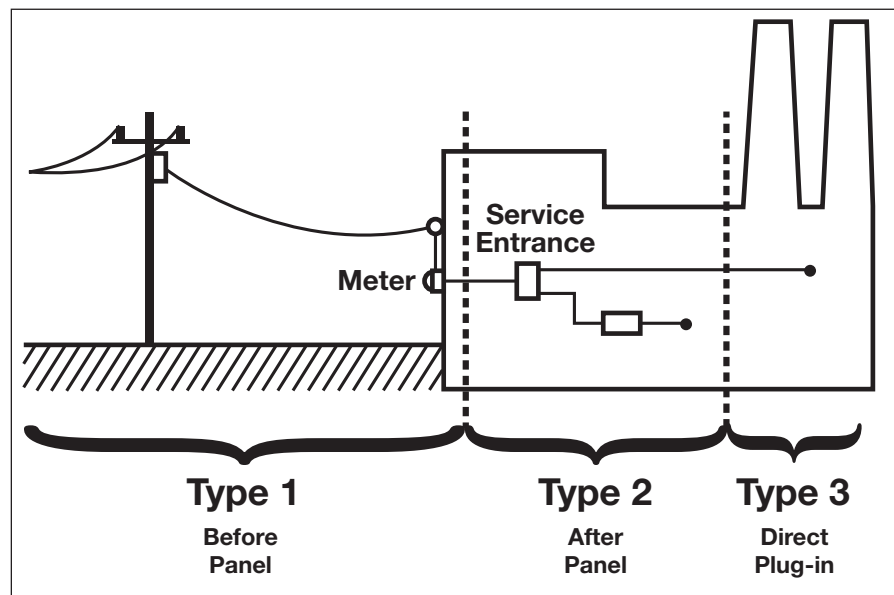 Service
Entrance
Meter
Type 1
Before
Panel
Type 2
After
Panel
Type 3
Direct
Plug-in